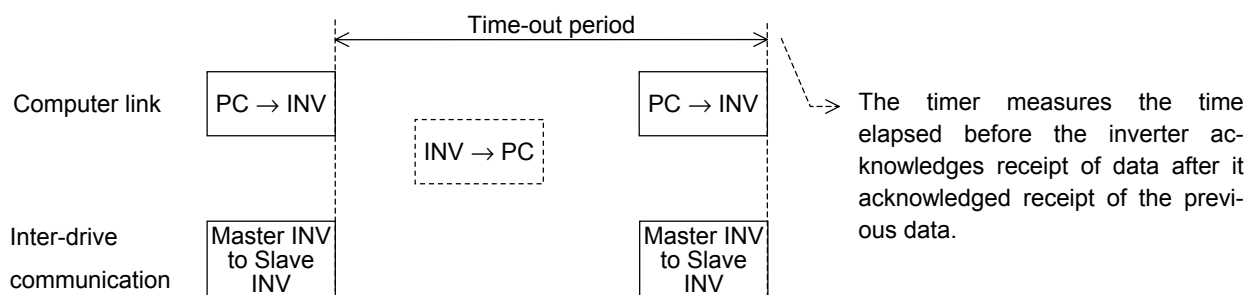 Time-out period
Computer link
PC → INV
PC → INV
INV → PC
The timer measures the time
elapsed before the inverter ac-
knowledges receipt of data after it
acknowledged receipt of the previ-
ous data.
Inter-drive
communication
Master INV
to Slave
INV
Master INV
to Slave
INV